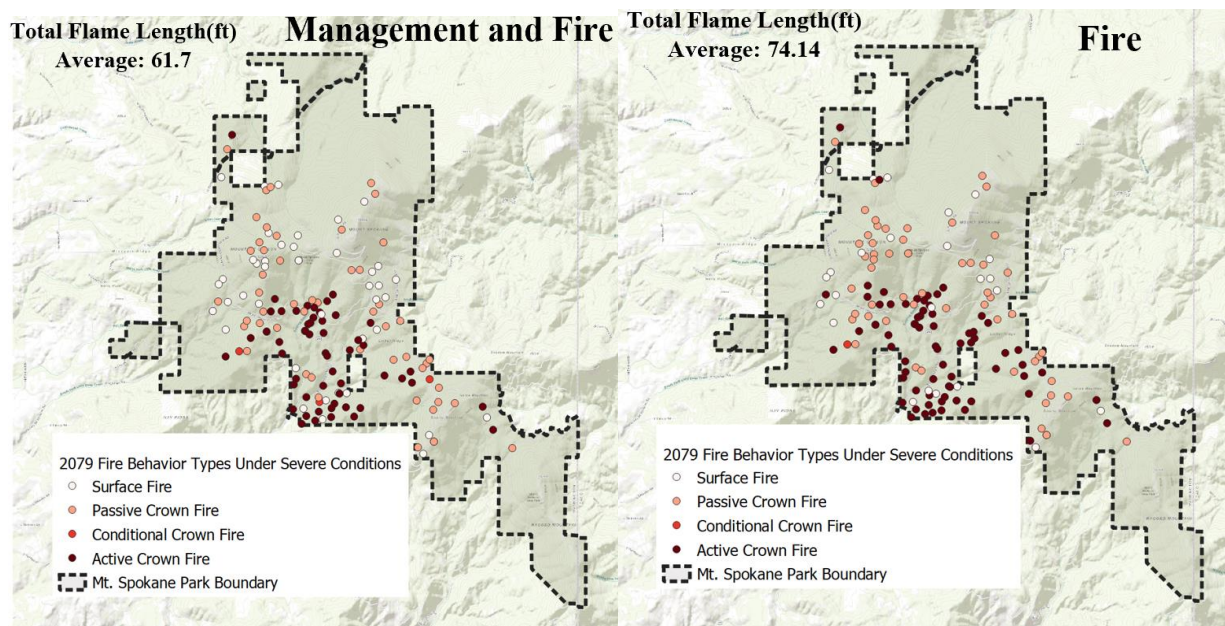 Total Flame Length(ft)
Average: 61.7
Management and Fire
2079 Fire Behavior Types Under Severe Conditions
Surface Fire
Passive Crown Fire
Conditional Crown Fire
Active Crown Fire
Mt. Spokane Park Boundary
Total Flame Length(ft)
Average: 74.14
Fire
2079 Fire Behavior Types Under Severe Conditions
Surface Fire
Passive Crown Fire
Conditional Crown Fire
Active Crown Fire
Mt. Spokane Park Boundary